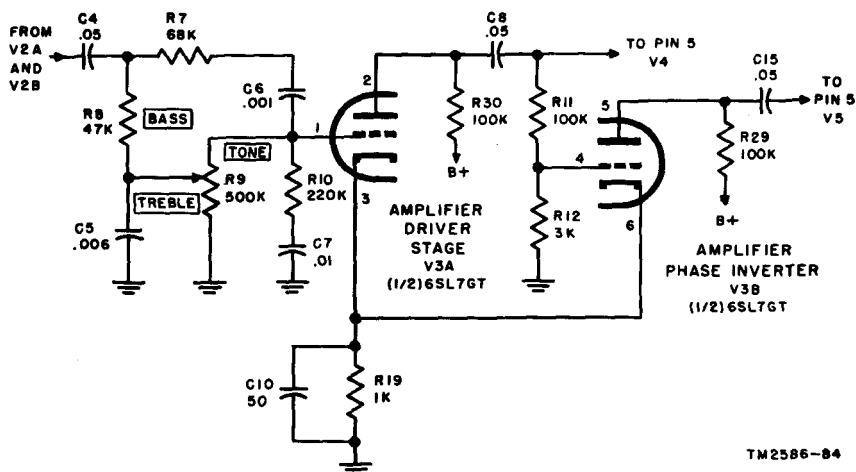 FROM
V2A
AND
V2B
C4
.05
R7
68K
R8
47K
BASS
C6
.001
TREBLE
R9
500K
TONE
C5
.006
R10
220K
C7
.01
1
2
3
AMPLIFIER
DRIVER
STAGE
V3A
(1/2)6SL7GT
R30
100K
B+
C8
.05
TO PIN 5
V4
R11
100K
R12
3K
4
5
6
C15
.05
TO
PIN 5
V5
R29
100K
B+
AMPLIFIER
PHASE INVERTER
V3B
(1/2)6SL7GT
C10
50
R19
1K
TM2586-84